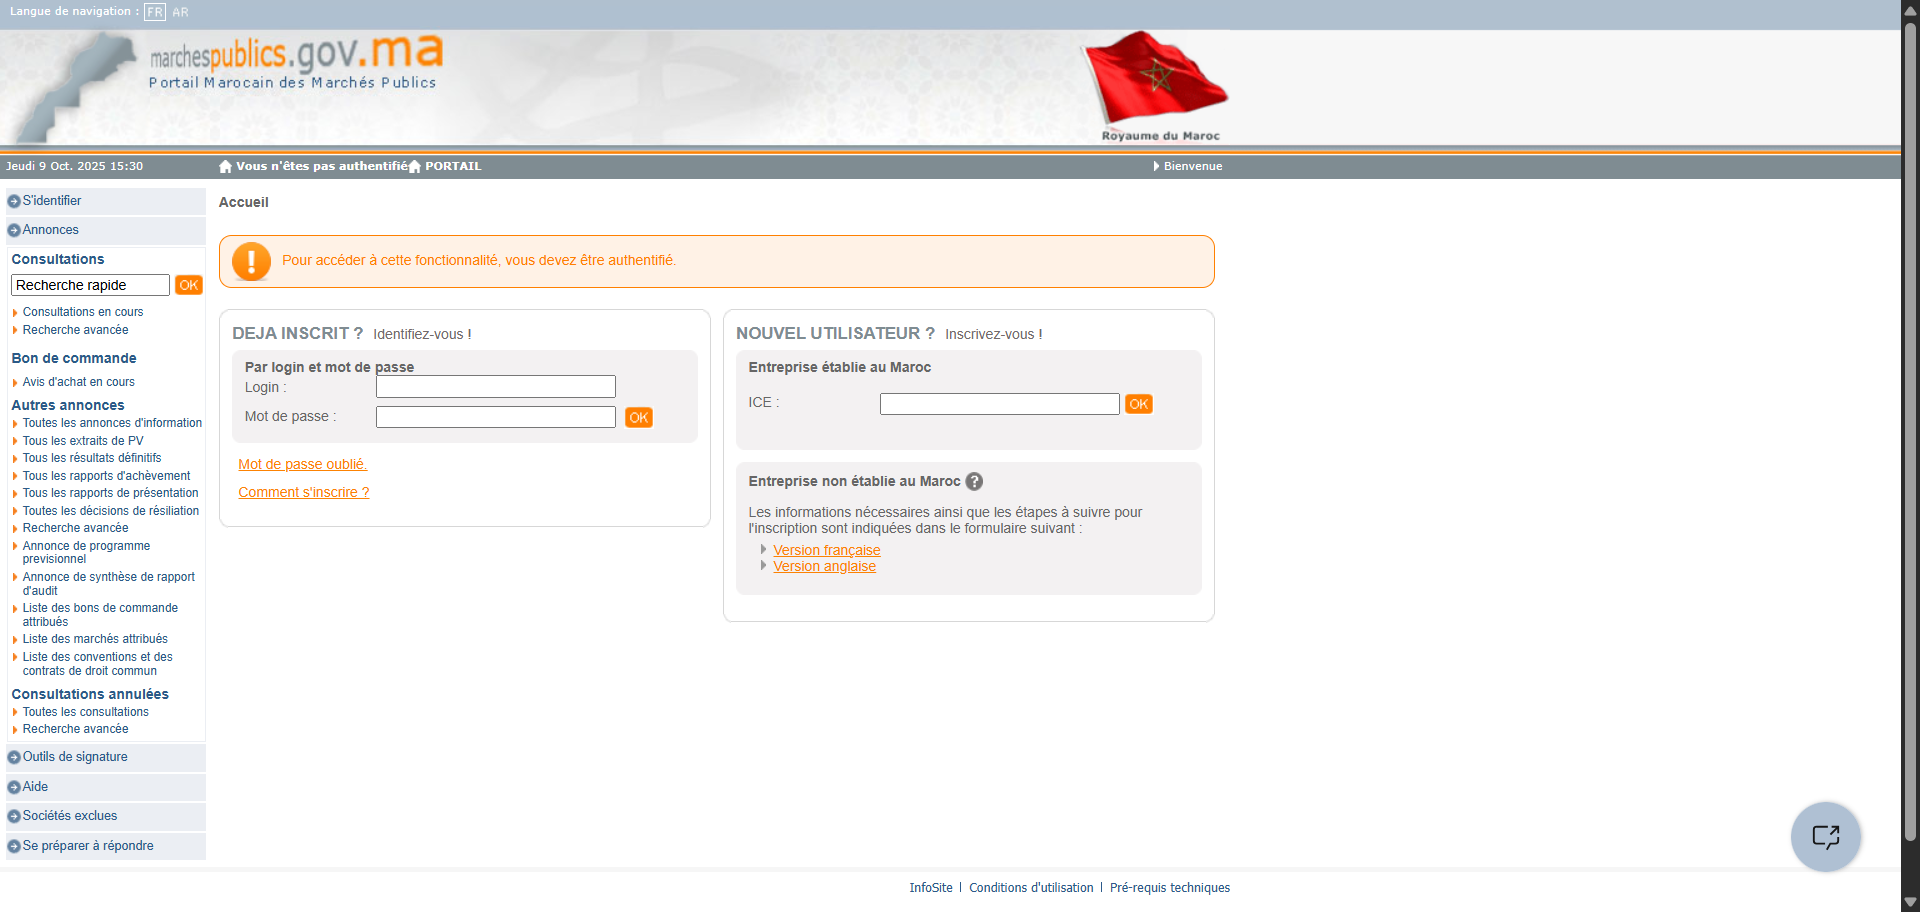 Langue de navigation : FR AR
marchespublics.gov.ma
Portail Marocain des Marchés Publics
Royaume du Maroc
Jeudi 9 Oct. 2025 15:30
Vous n'êtes pas authentifié PORTAIL
Bienvenue
S'identifier
Annonces
Consultations
Recherche rapide OK
Consultations en cours
Recherche avancée
Bon de commande
Avis d'achat en cours
Autres annonces
Toutes les annonces d'information
Tous les extraits de PV
Tous les résultats définitifs
Tous les rapports d'achèvement
Tous les rapports de présentation
Toutes les décisions de résiliation
Recherche avancée
Annonce de programme
previsionnel
Annonce de synthèse de rapport
d'audit
Liste des bons de commande
attribués
Liste des marchés attribués
Liste des conventions et des
contrats de droit commun
Consultations annulées
Toutes les consultations
Recherche avancée
Outils de signature
Aide
Sociétés exclues
Se préparer à répondre
Accueil
Pour accéder à cette fonctionnalité, vous devez être authentifié.
DEJA INSCRIT ? Identifiez-vous !
Par login et mot de passe
Login :
Mot de passe : OK
Mot de passe oublié.
Comment s'inscrire ?
NOUVEL UTILISATEUR ? Inscrivez-vous !
Entreprise établie au Maroc
ICE : OK
Entreprise non établie au Maroc ?
Les informations nécessaires ainsi que les étapes à suivre pour
l'inscription sont indiquées dans le formulaire suivant :
Version française
Version anglaise
InfoSite | Conditions d'utilisation | Pré-requis techniques